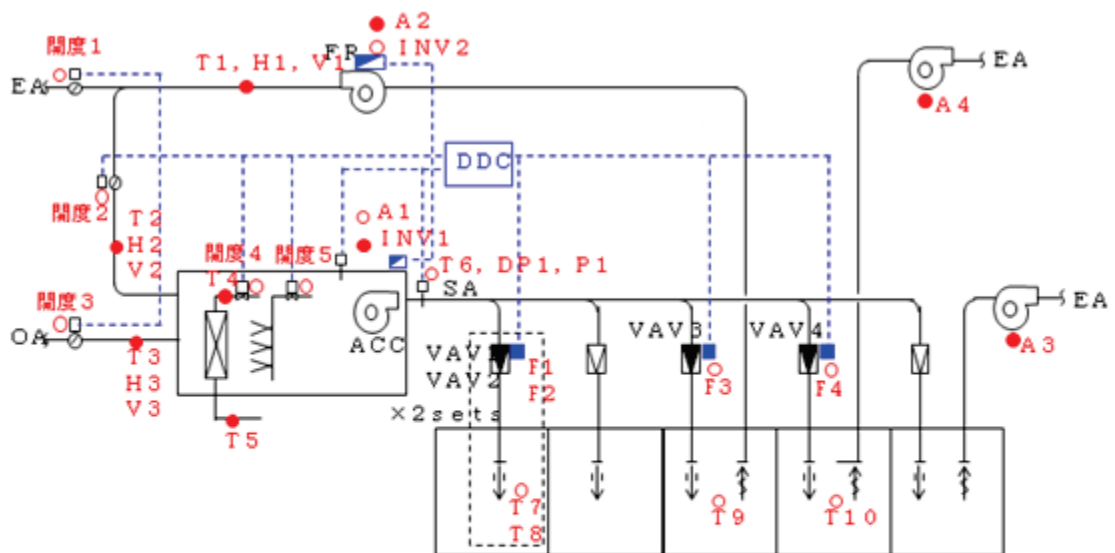 A2
INV2
開度1
FR
T1, H1, V1
EA
EA
A4
DDC
開度2
T2
H2
V2
A1
INV1
開度4
開度5
T6, DP1, P1
T4
SA
EA
開度3
OA
ACC
A3
T3
H3
V3
VAV1
VAV2
F1
F2
VAV3
F3
VAV4
F4
×2sets
T5
T7
T8
T9
T10